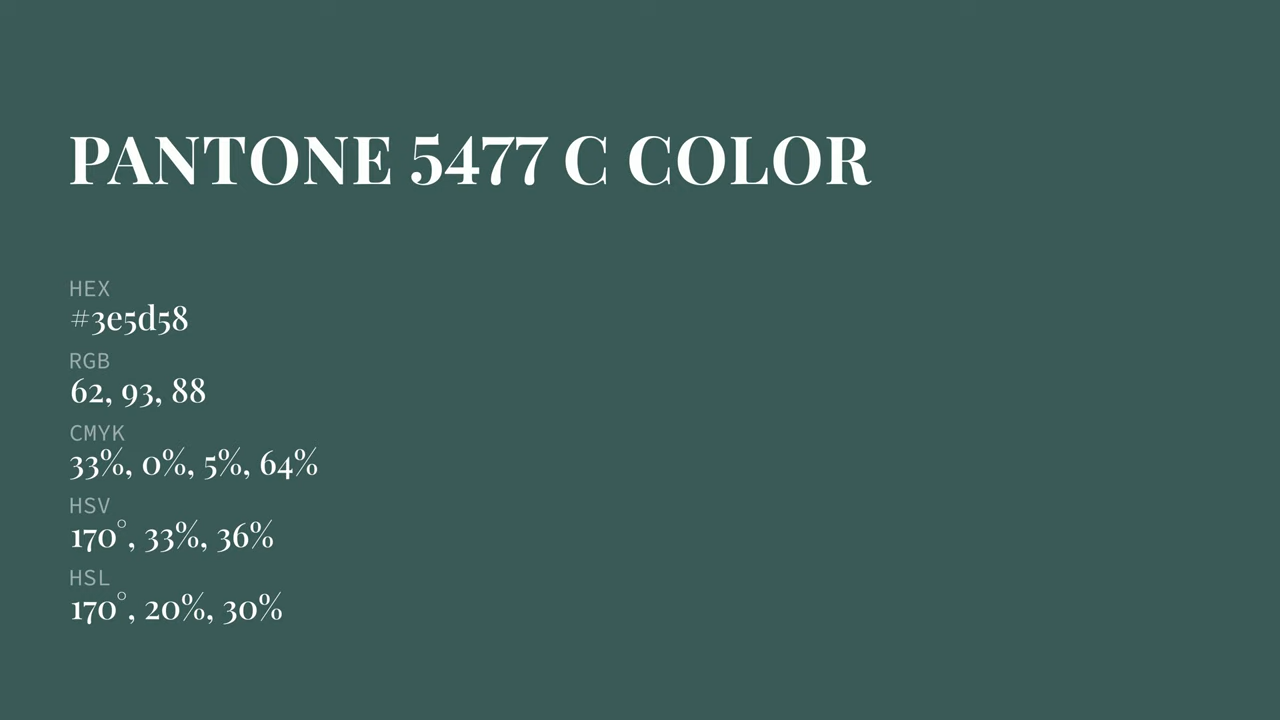 PANTONE 5477 C COLOR
HEX
#3e5d58
RGB
62, 93, 88
CMYK
33%, 0%, 5%, 64%
HSV
170°, 33%, 36%
HSL
170°, 20%, 30%